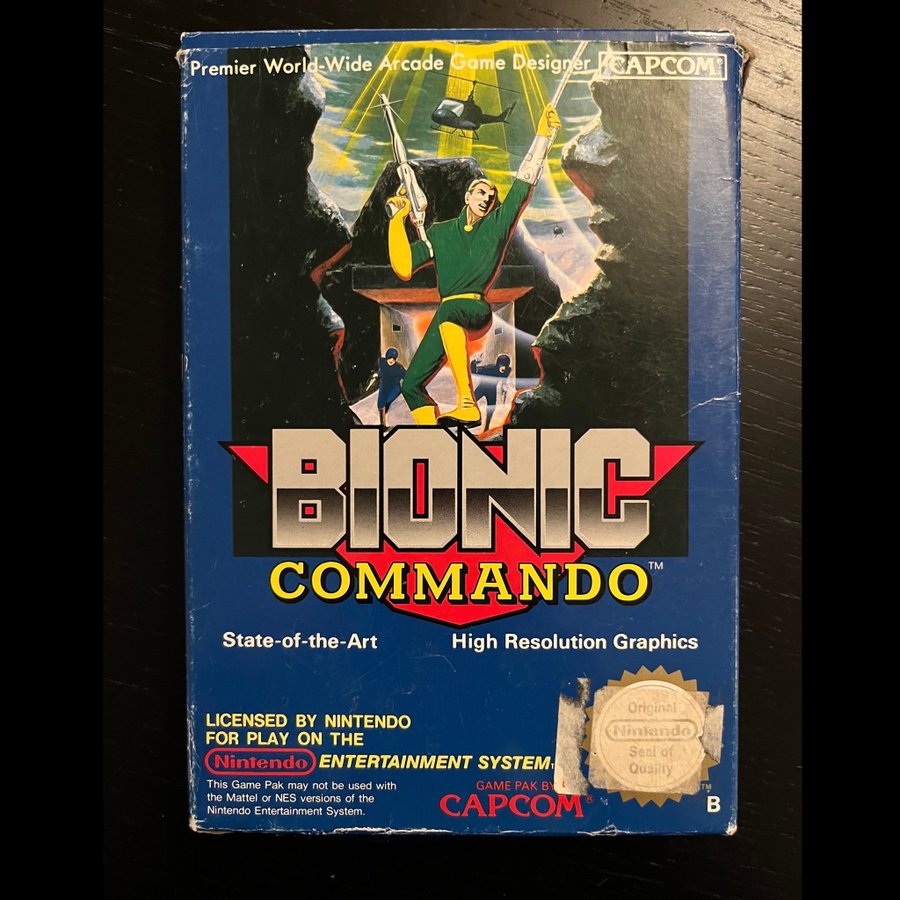 Premier World-Wide Arcade Game Designer CAPCOM®
BIONIC
COMMANDO™
State-of-the-Art High Resolution Graphics
LICENSED BY NINTENDO
FOR PLAY ON THE
Nintendo ENTERTAINMENT SYSTEM
This Game Pak may not be used with
the Mattel or NES versions of the
Nintendo Entertainment System.
GAME PAK BY
CAPCOM®
Original
Nintendo
Seal of
Quality
TM
B